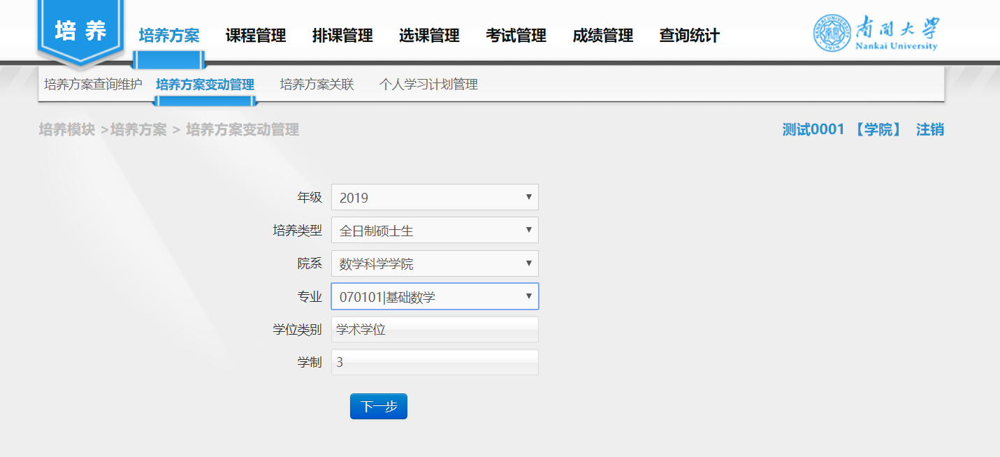 培 养
培养方案 课程管理 排课管理 选课管理 考试管理 成绩管理 查询统计
南开大学
Nankai University
培养方案查询维护 培养方案变动管理 培养方案关联 个人学习计划管理
培养模块 >培养方案 > 培养方案变动管理
测试0001 【学院】 注销
年级 2019
培养类型 全日制硕士生
院系 数学科学学院
专业 070101|基础数学
学位类别 学术学位
学制 3
下一步